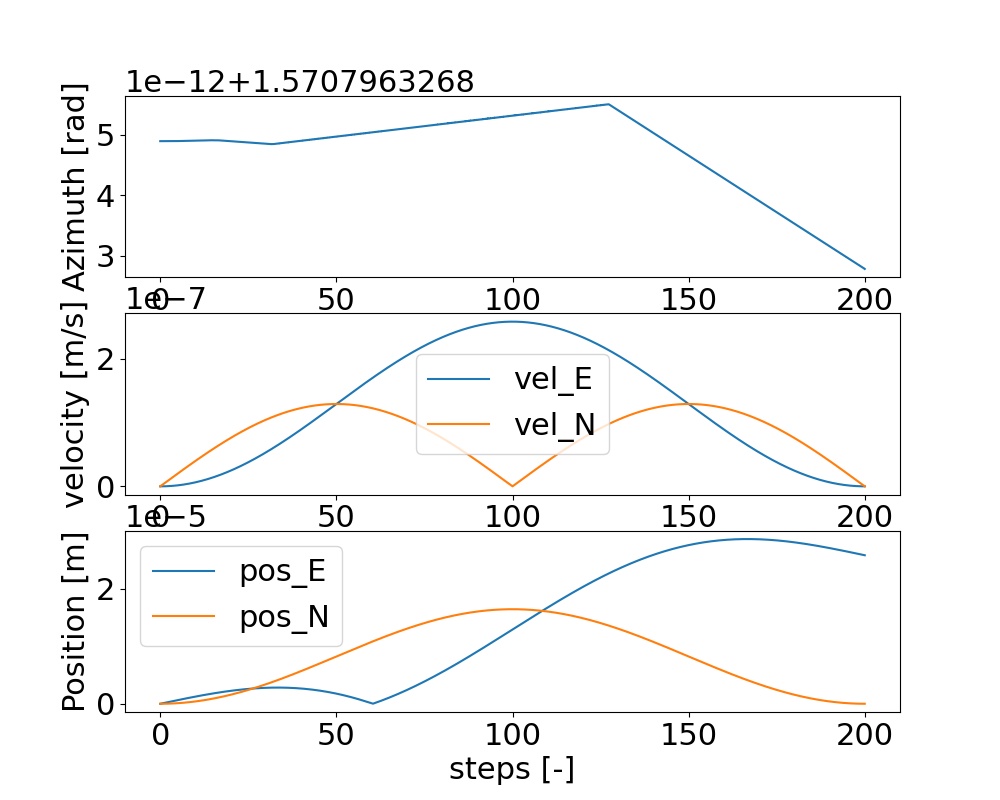 1e−12+1.5707963268
Azimuth [rad]
5
4
3
0 50 100 150 200
1e−7
velocity [m/s]
2
0
vel_E
vel_N
0 50 100 150 200
1e−5
Position [m]
2
0
pos_E
pos_N
0 50 100 150 200
steps [-]